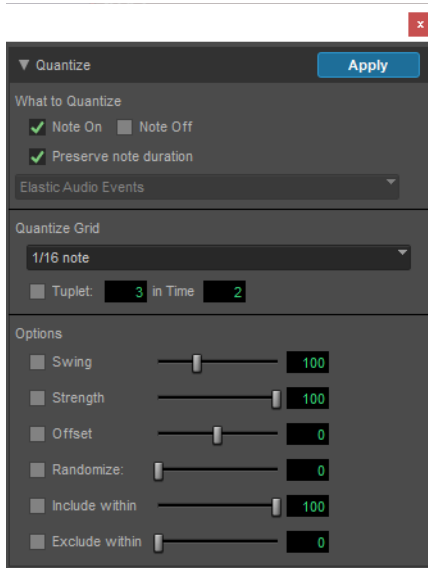 x
Quantize Apply
What to Quantize
Note On Note Off
Preserve note duration
Elastic Audio Events
Quantize Grid
1/16 note
Tuplet: 3 in Time 2
Options
Swing 100
Strength 100
Offset 0
Randomize: 0
Include within 100
Exclude within 0